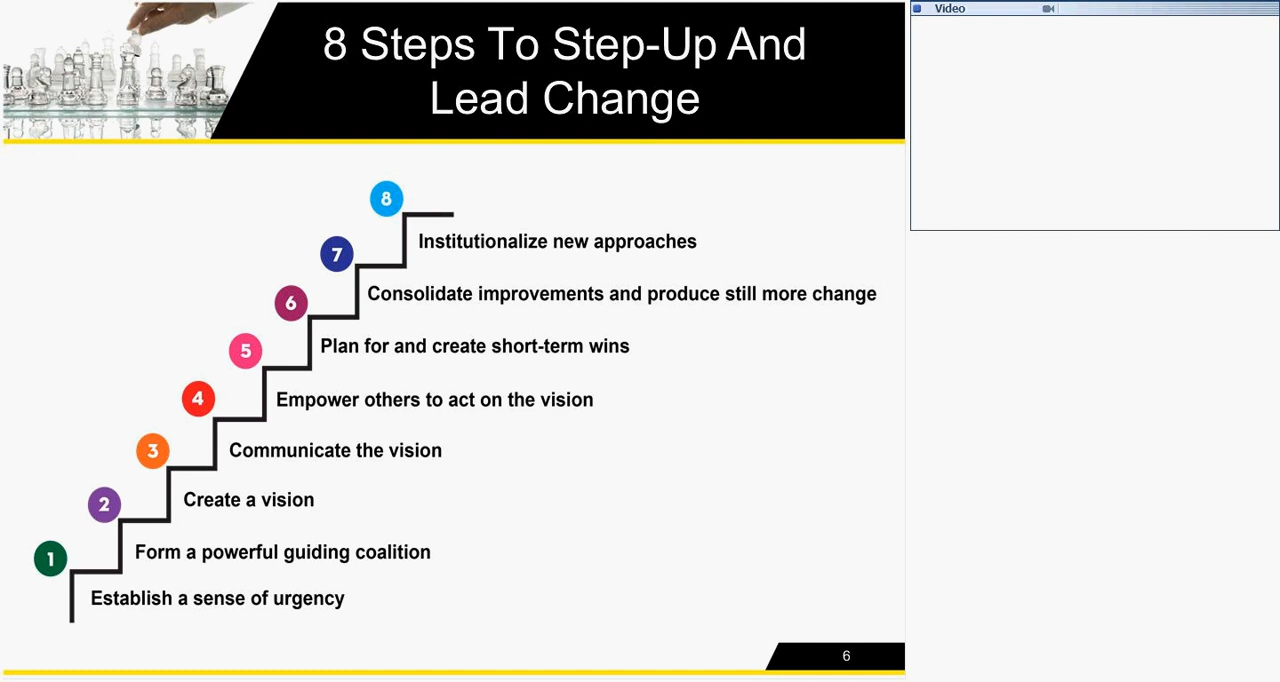 8 Steps To Step-Up And
Lead Change
Video
8
Institutionalize new approaches
7
Consolidate improvements and produce still more change
6
Plan for and create short-term wins
5
Empower others to act on the vision
4
Communicate the vision
3
Create a vision
2
Form a powerful guiding coalition
1
Establish a sense of urgency
6